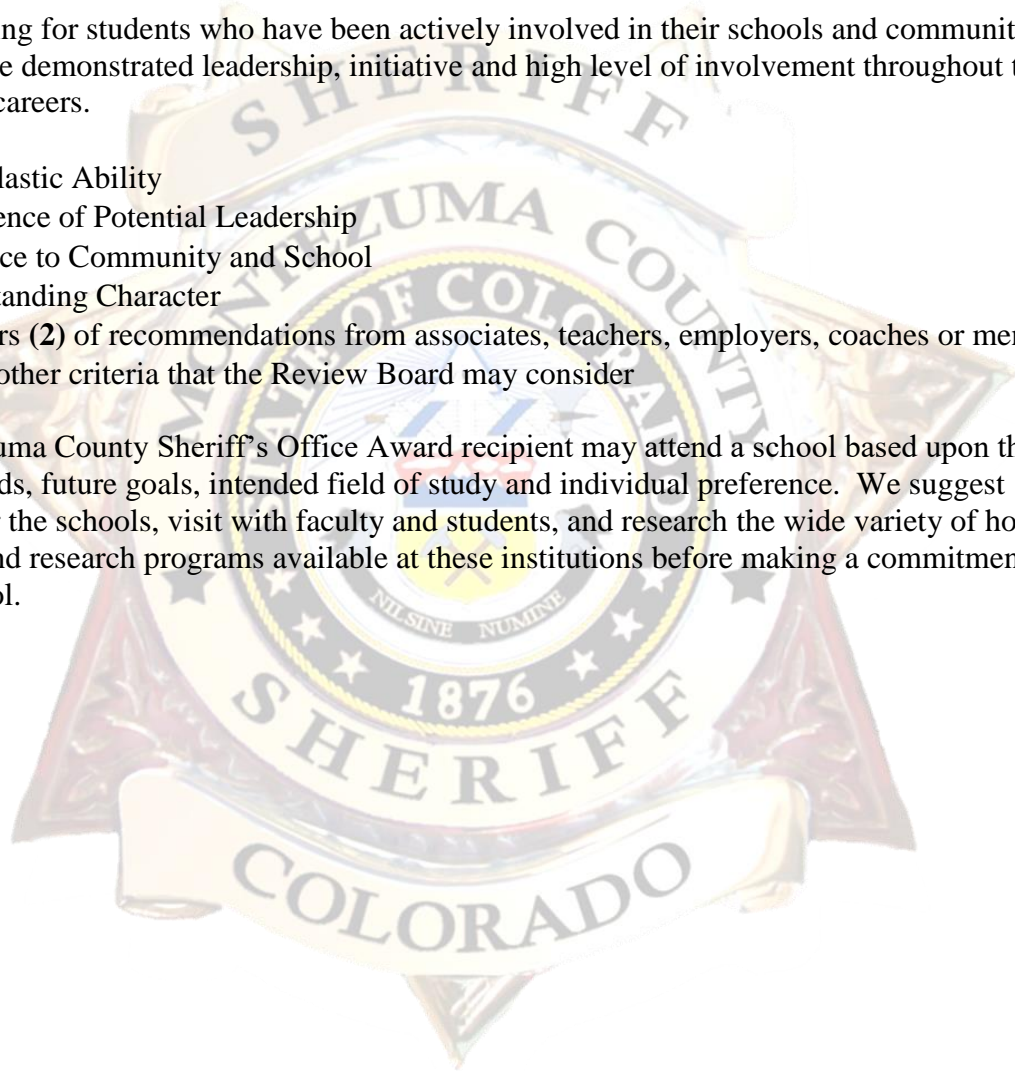 ing for students who have been actively involved in their schools and communit
e demonstrated leadership, initiative and high level of involvement throughout t
careers.
lastic Ability
ence of Potential Leadership
ce to Community and School
tanding Character
rs (2) of recommendations from associates, teachers, employers, coaches or men
other criteria that the Review Board may consider
uma County Sheriff’s Office Award recipient may attend a school based upon th
ds, future goals, intended field of study and individual preference. We suggest
r the schools, visit with faculty and students, and research the wide variety of ho
nd research programs available at these institutions before making a commitmen
ol.
SHERIFF
MONTEZUMA COUNTY
STATE OF COLORADO
NIL SINE NUMINE
1876
SHERIFF
COLORADO